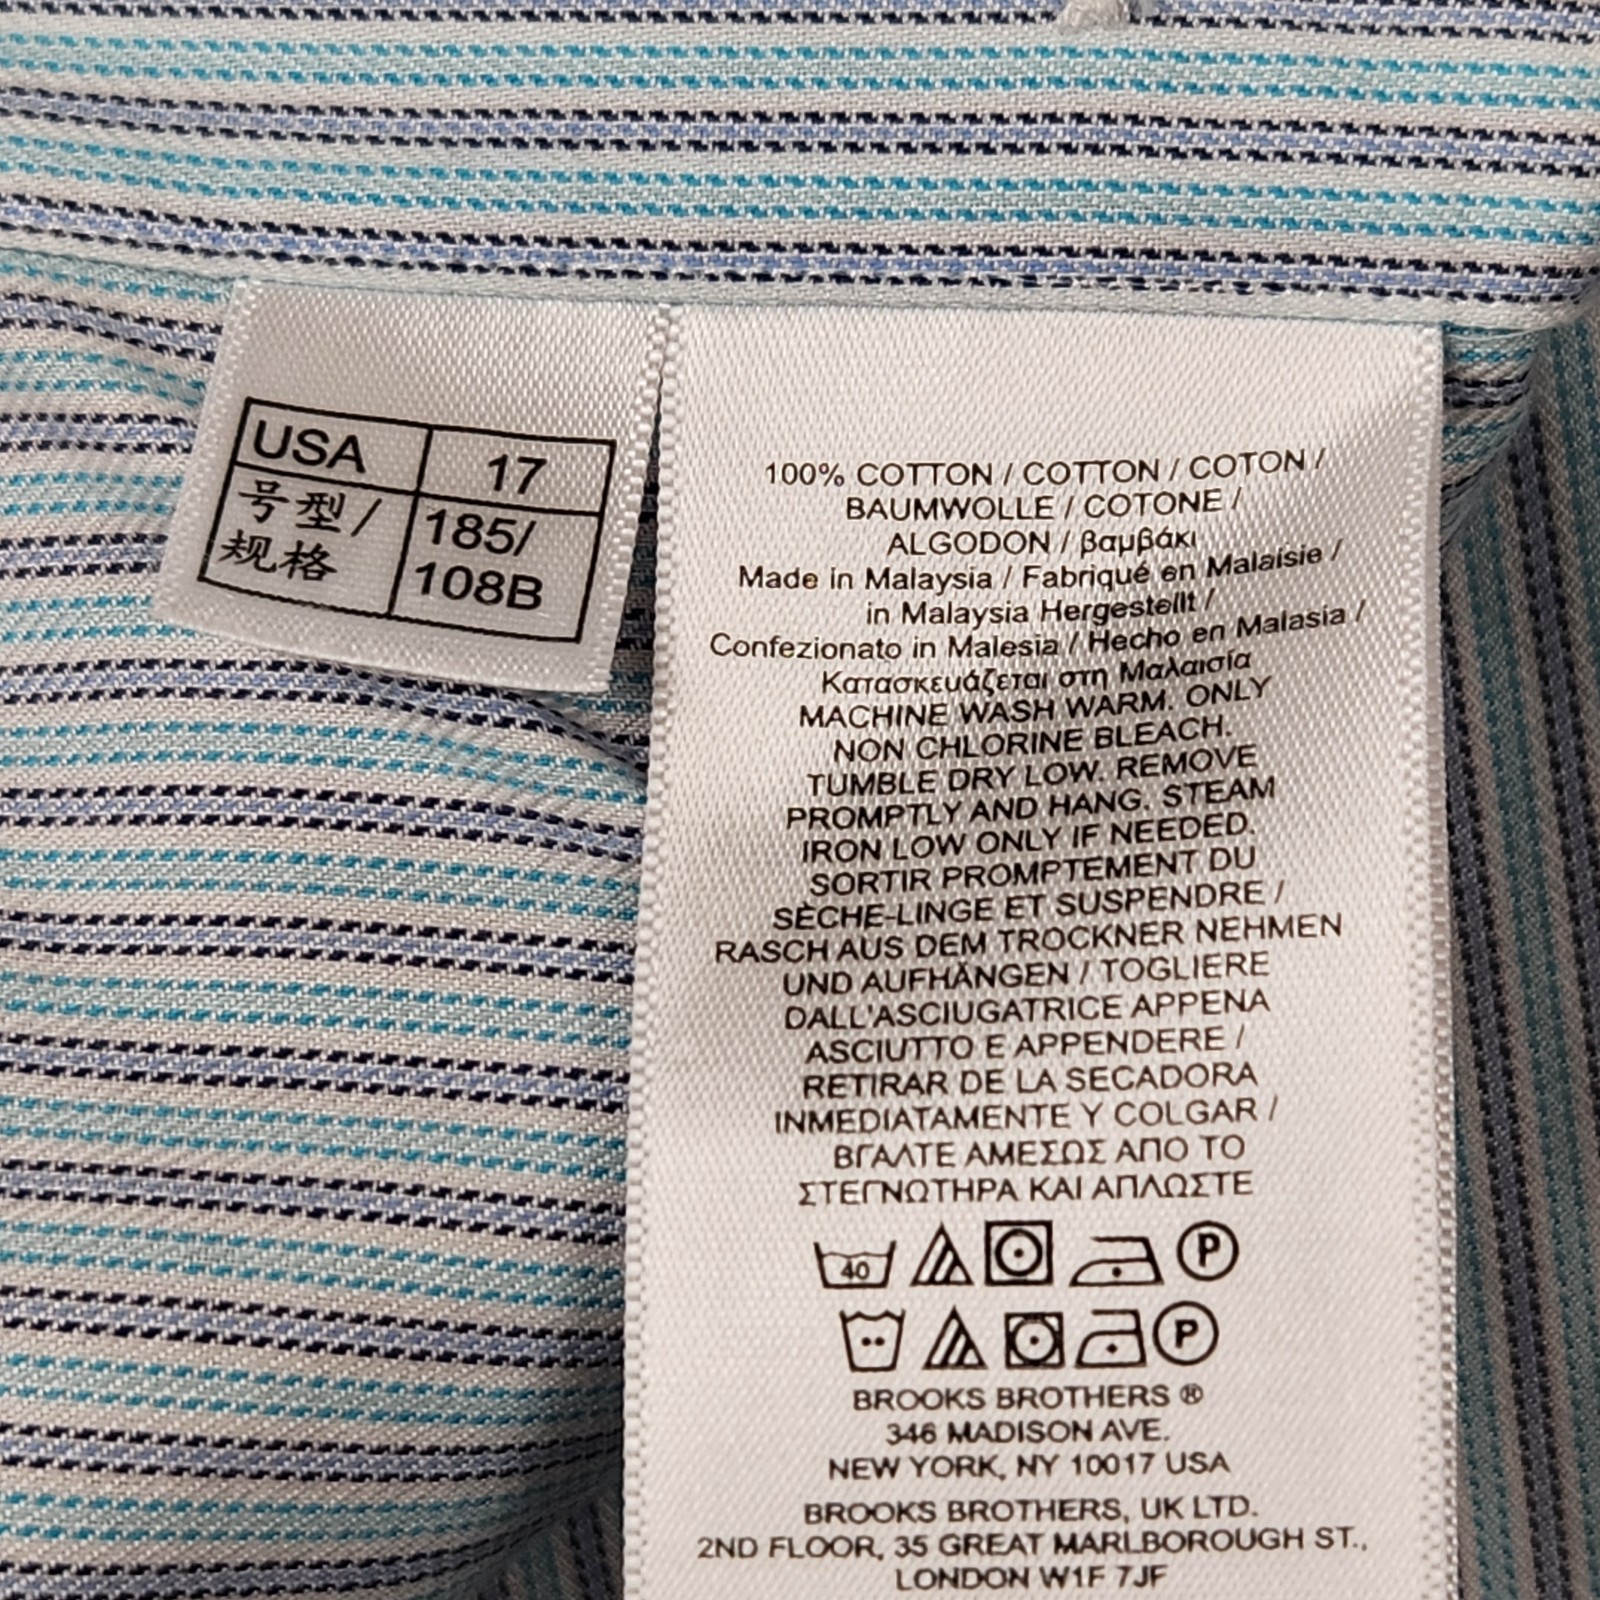 USA 17
号型/ 185/
规格 108B
100% COTTON / COTTON / COTON /
BAUMWOLLE / COTONE /
ALGODON / βαμβάκι
Made in Malaysia / Fabriqué en Malaisie /
in Malaysia Hergestellt /
Confezionato in Malesia / Hecho en Malasia /
Κατασκευάζεται στη Μαλαισία
MACHINE WASH WARM. ONLY
NON CHLORINE BLEACH.
TUMBLE DRY LOW. REMOVE
PROMPTLY AND HANG. STEAM
IRON LOW ONLY IF NEEDED.
SORTIR PROMPTEMENT DU
SÈCHE-LINGE ET SUSPENDRE /
RASCH AUS DEM TROCKNER NEHMEN
UND AUFHÄNGEN / TOGLIERE
DALL'ASCIUGATRICE APPENA
ASCIUTTO E APPENDERE /
RETIRAR DE LA SECADORA
INMEDIATAMENTE Y COLGAR /
ΒΓΑΛΤΕ ΑΜΕΣΩΣ ΑΠΟ ΤΟ
ΣΤΕΓΝΩΤΗΡΑ ΚΑΙ ΑΠΛΩΣΤΕ
40 P
P
BROOKS BROTHERS ®
346 MADISON AVE.
NEW YORK, NY 10017 USA
BROOKS BROTHERS, UK LTD.
2ND FLOOR, 35 GREAT MARLBOROUGH ST.,
LONDON W1F 7JF